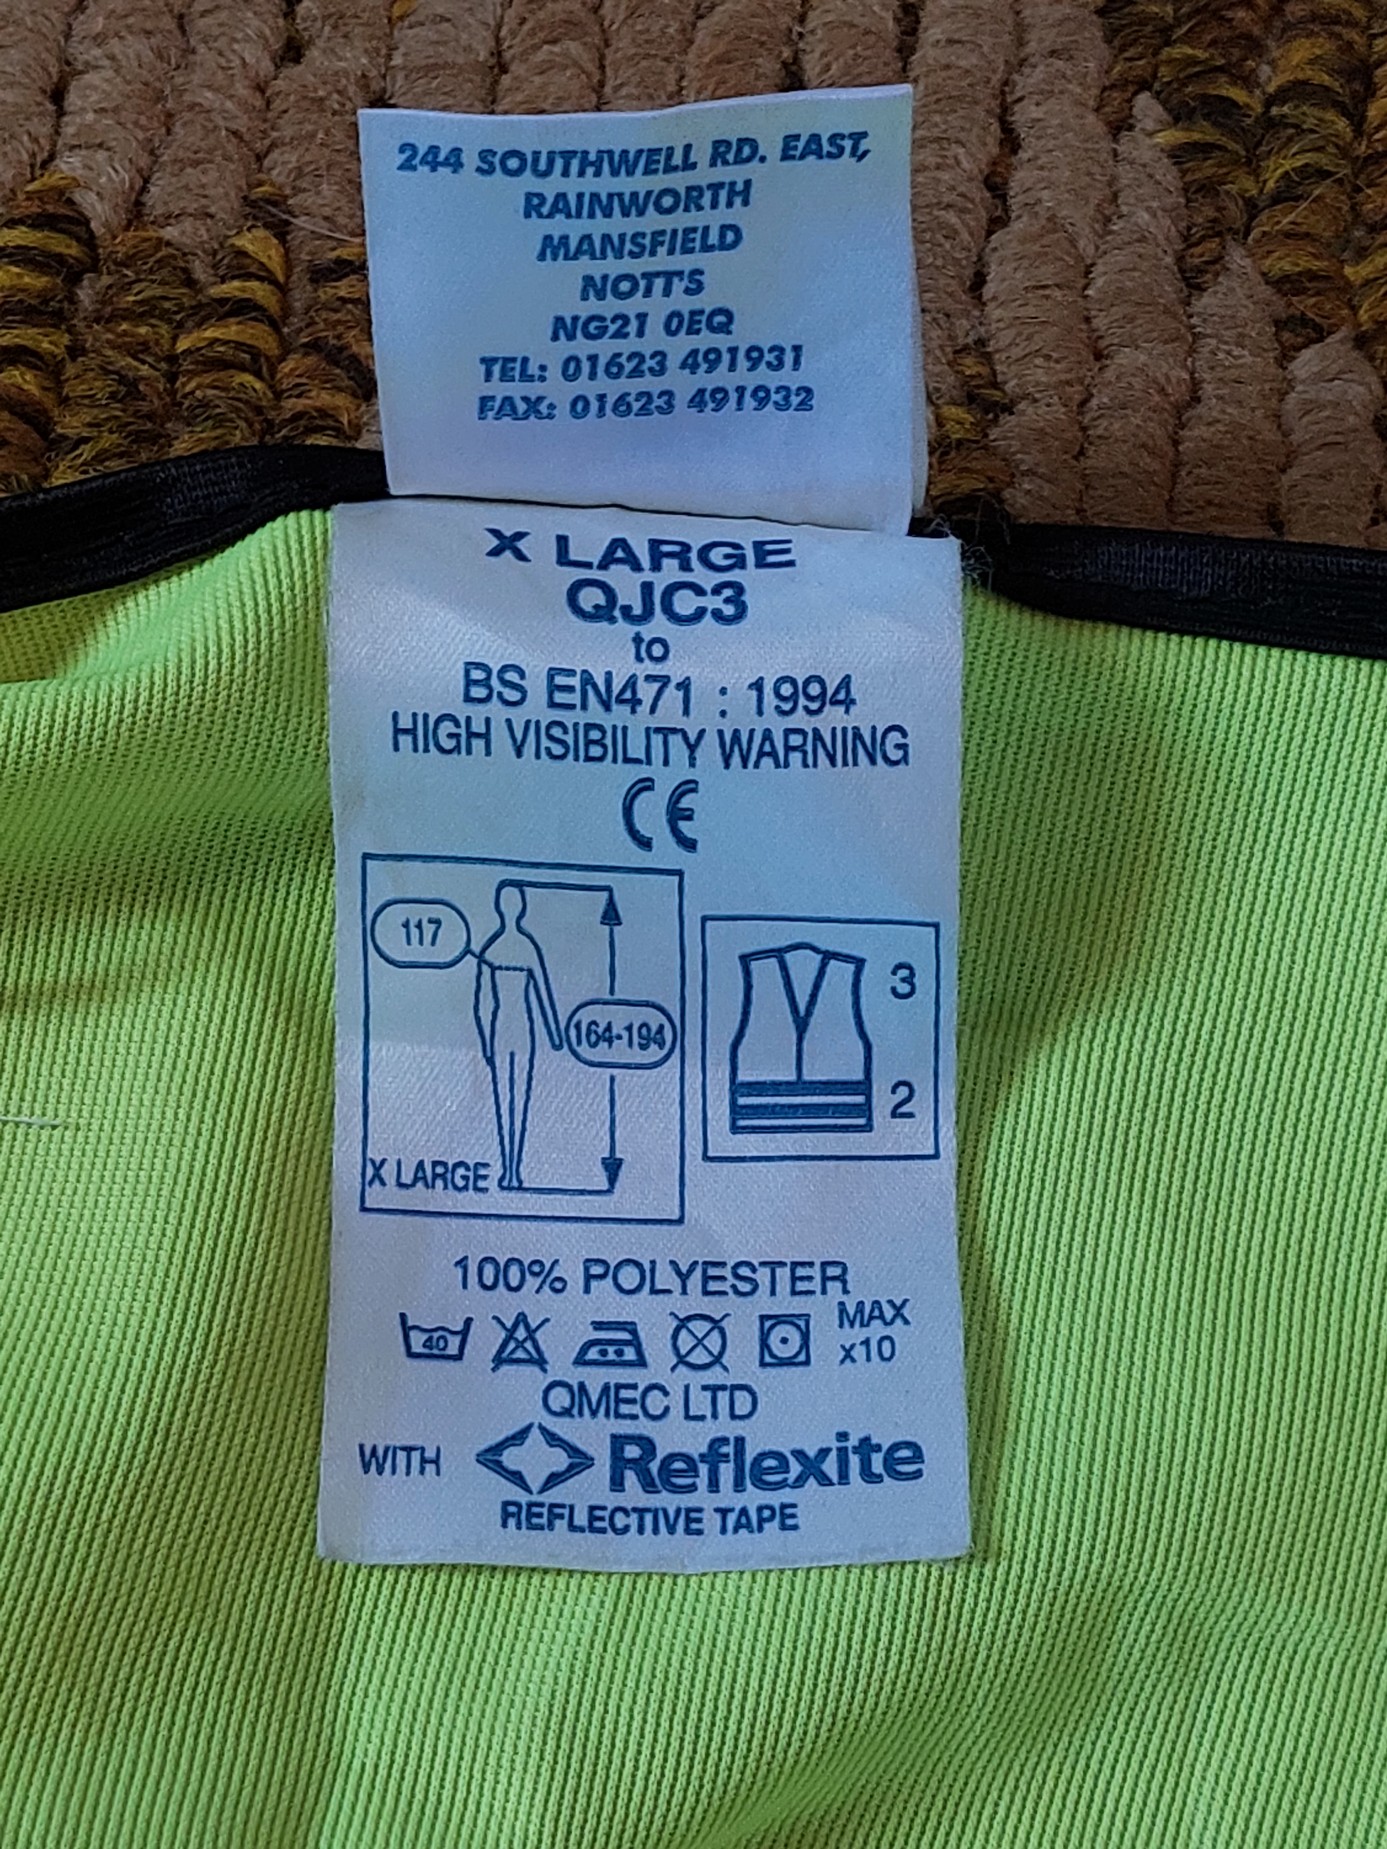 244 SOUTHWELL RD. EAST,
RAINWORTH
MANSFIELD
NOTT'S
NG21 0EQ
TEL: 01623 491931
FAX: 01623 491932
X LARGE
QJC3
to
BS EN471 : 1994
HIGH VISIBILITY WARNING
CE
117
164-194
X LARGE
3
2
100% POLYESTER
40
MAX
x10
QMEC LTD
WITH Reflexite
REFLECTIVE TAPE